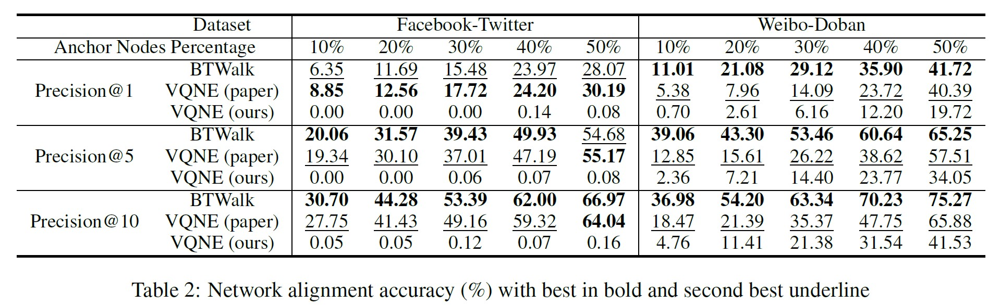 Dataset Facebook-Twitter Weibo-Doban
Anchor Nodes Percentage 10% 20% 30% 40% 50% 10% 20% 30% 40% 50%
BTWalk 6.35 11.69 15.48 23.97 28.07 11.01 21.08 29.12 35.90 41.72
Precision@1 VQNE (paper) 8.85 12.56 17.72 24.20 30.19 5.38 7.96 14.09 23.72 40.39
VQNE (ours) 0.00 0.00 0.00 0.14 0.08 0.70 2.61 6.16 12.20 19.72
BTWalk 20.06 31.57 39.43 49.93 54.68 39.06 43.30 53.46 60.64 65.25
Precision@5 VQNE (paper) 19.34 30.10 37.01 47.19 55.17 12.85 15.61 26.22 38.62 57.51
VQNE (ours) 0.00 0.00 0.06 0.07 0.08 2.36 7.21 14.40 23.77 34.05
BTWalk 30.70 44.28 53.39 62.00 66.97 36.98 54.20 63.34 70.23 75.27
Precision@10 VQNE (paper) 27.75 41.43 49.16 59.32 64.04 18.47 21.39 35.37 47.75 65.88
VQNE (ours) 0.05 0.05 0.12 0.07 0.16 4.76 11.41 21.38 31.54 41.53
Table 2: Network alignment accuracy (%) with best in bold and second best underline